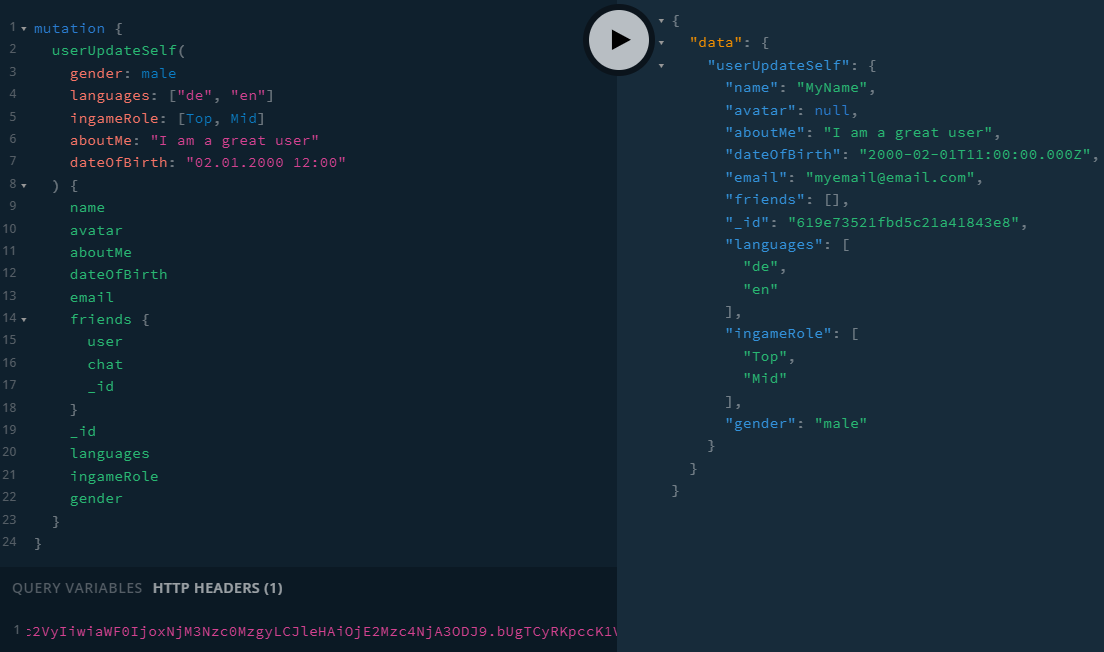 1 mutation {
2 userUpdateSelf(
3 gender: male
4 languages: ["de", "en"]
5 ingameRole: [Top, Mid]
6 aboutMe: "I am a great user"
7 dateOfBirth: "02.01.2000 12:00"
8 ) {
9 name
10 avatar
11 aboutMe
12 dateOfBirth
13 email
14 friends {
15 user
16 chat
17 _id
18 }
19 _id
20 languages
21 ingameRole
22 gender
23 }
24 }
QUERY VARIABLES HTTP HEADERS (1)
1 :2VyIiwiaWF0IjoxNjM3Nzc0MzgyLCJleHAiOjE2Mzc4NjA3ODJ9.bUgTCyRKpccK1V
{
"data": {
"userUpdateSelf": {
"name": "MyName",
"avatar": null,
"aboutMe": "I am a great user",
"dateOfBirth": "2000-02-01T11:00:00.000Z",
"email": "myemail@email.com",
"friends": [],
"_id": "619e73521fbd5c21a41843e8",
"languages": [
"de",
"en"
],
"ingameRole": [
"Top",
"Mid"
],
"gender": "male"
}
}
}